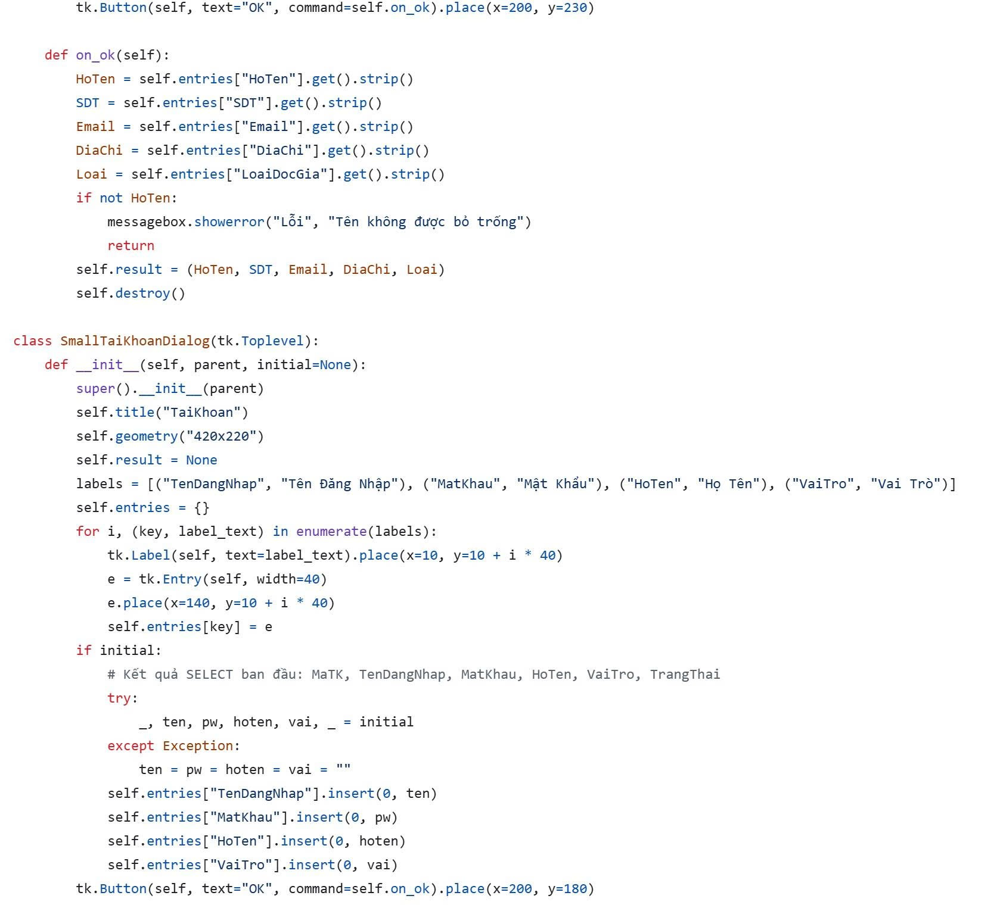 tk.Button(self, text="OK", command=self.on_ok).place(x=200, y=230)
def on_ok(self):
HoTen = self.entries["HoTen"].get().strip()
SDT = self.entries["SDT"].get().strip()
Email = self.entries["Email"].get().strip()
DiaChi = self.entries["DiaChi"].get().strip()
Loai = self.entries["LoaiDocGia"].get().strip()
if not HoTen:
messagebox.showerror("Lỗi", "Tên không được bỏ trống")
return
self.result = (HoTen, SDT, Email, DiaChi, Loai)
self.destroy()
class SmallTaiKhoanDialog(tk.Toplevel):
def __init__(self, parent, initial=None):
super().__init__(parent)
self.title("TaiKhoan")
self.geometry("420x220")
self.result = None
labels = [("TenDangNhap", "Tên Đăng Nhập"), ("MatKhau", "Mật Khẩu"), ("HoTen", "Họ Tên"), ("VaiTro", "Vai Trò")]
self.entries = {}
for i, (key, label_text) in enumerate(labels):
tk.Label(self, text=label_text).place(x=10, y=10 + i * 40)
e = tk.Entry(self, width=40)
e.place(x=140, y=10 + i * 40)
self.entries[key] = e
if initial:
# Kết quả SELECT ban đầu: MaTK, TenDangNhap, MatKhau, HoTen, VaiTro, TrangThai
try:
_, ten, pw, hoten, vai, _ = initial
except Exception:
ten = pw = hoten = vai = ""
self.entries["TenDangNhap"].insert(0, ten)
self.entries["MatKhau"].insert(0, pw)
self.entries["HoTen"].insert(0, hoten)
self.entries["VaiTro"].insert(0, vai)
tk.Button(self, text="OK", command=self.on_ok).place(x=200, y=180)